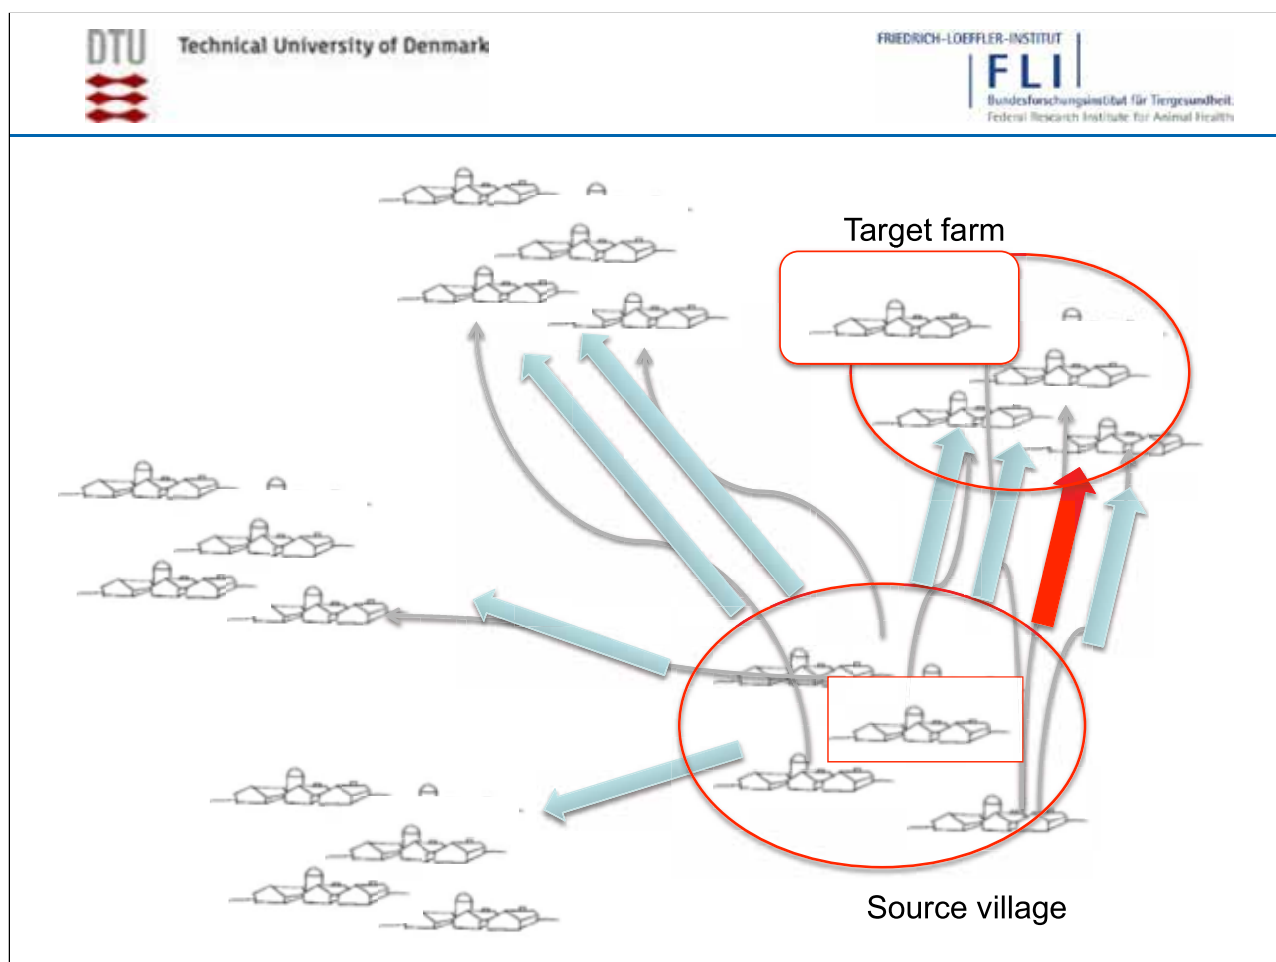 DTU
Technical University of Denmark
FRIEDRICH-LOEFFLER-INSTITUT
FLI
Bundesforschungsinstitut für Tiergesundheit
Federal Research Institute for Animal Health
Target farm
Source village